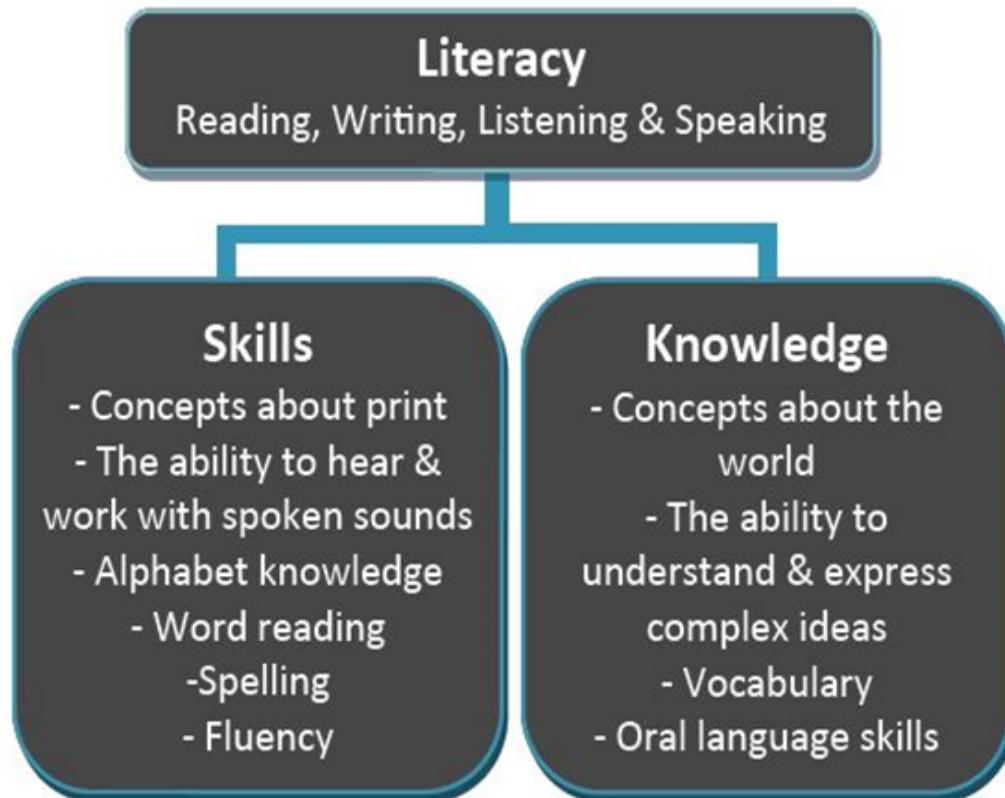 Literacy
Reading, Writing, Listening & Speaking
Skills
- Concepts about print
- The ability to hear &
work with spoken sounds
- Alphabet knowledge
- Word reading
-Spelling
- Fluency
Knowledge
- Concepts about the
world
- The ability to
understand & express
complex ideas
- Vocabulary
- Oral language skills